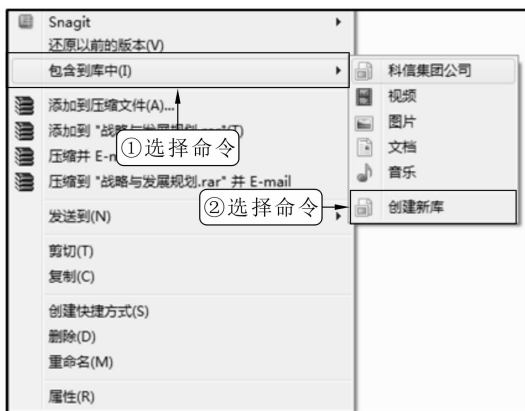 Snagit
还原以前的版本(V)
包含到库中(I)
添加到压缩文件(A)...
添加到 "战略与发展规划.rar"(T)
①选择命令
压缩并 E-m
压缩到 "战略与发展规划.rar" 并 E-mail
发送到(N)
②选择命令
剪切(T)
复制(C)
创建快捷方式(S)
删除(D)
重命名(M)
属性(R)
科信集团公司
视频
图片
文档
音乐
创建新库